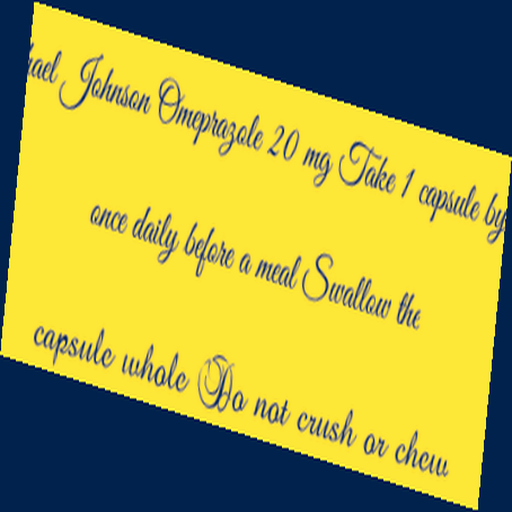 Johnson Omeprazole 20 mg Take 1 capsule by
once daily before a meal Swallow the
capsule whole Do not crush or chew